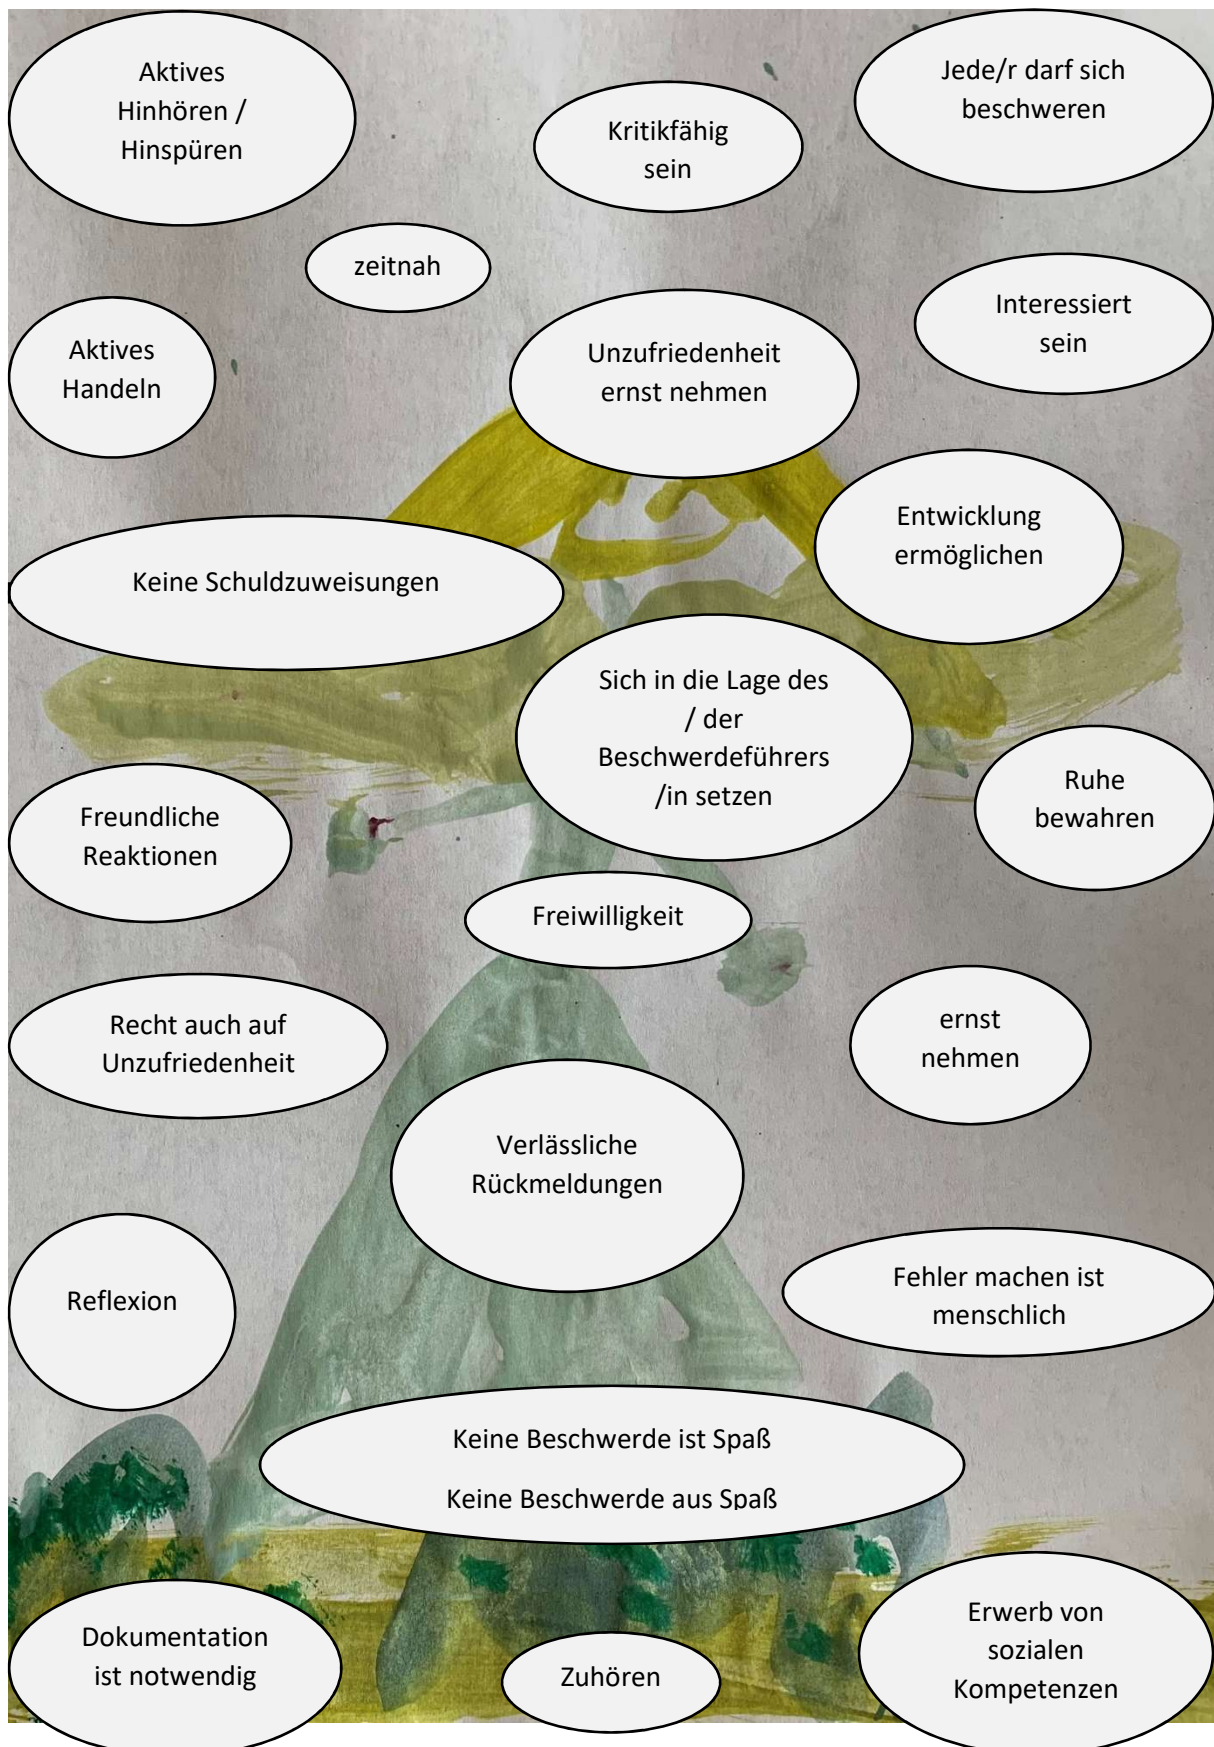 Aktives
Hinhören /
Hinspüren
Kritikfähig
sein
Jede/r darf sich
beschweren
zeitnah
Interessiert
sein
Aktives
Handeln
Unzufriedenheit
ernst nehmen
Entwicklung
ermöglichen
Keine Schuldzuweisungen
Sich in die Lage des
/ der
Beschwerdeführers
/in setzen
Ruhe
bewahren
Freundliche
Reaktionen
Freiwilligkeit
Recht auch auf
Unzufriedenheit
ernst
nehmen
Verlässliche
Rückmeldungen
Reflexion
Fehler machen ist
menschlich
Keine Beschwerde ist Spaß
Keine Beschwerde aus Spaß
Dokumentation
ist notwendig
Zuhören
Erwerb von
sozialen
Kompetenzen